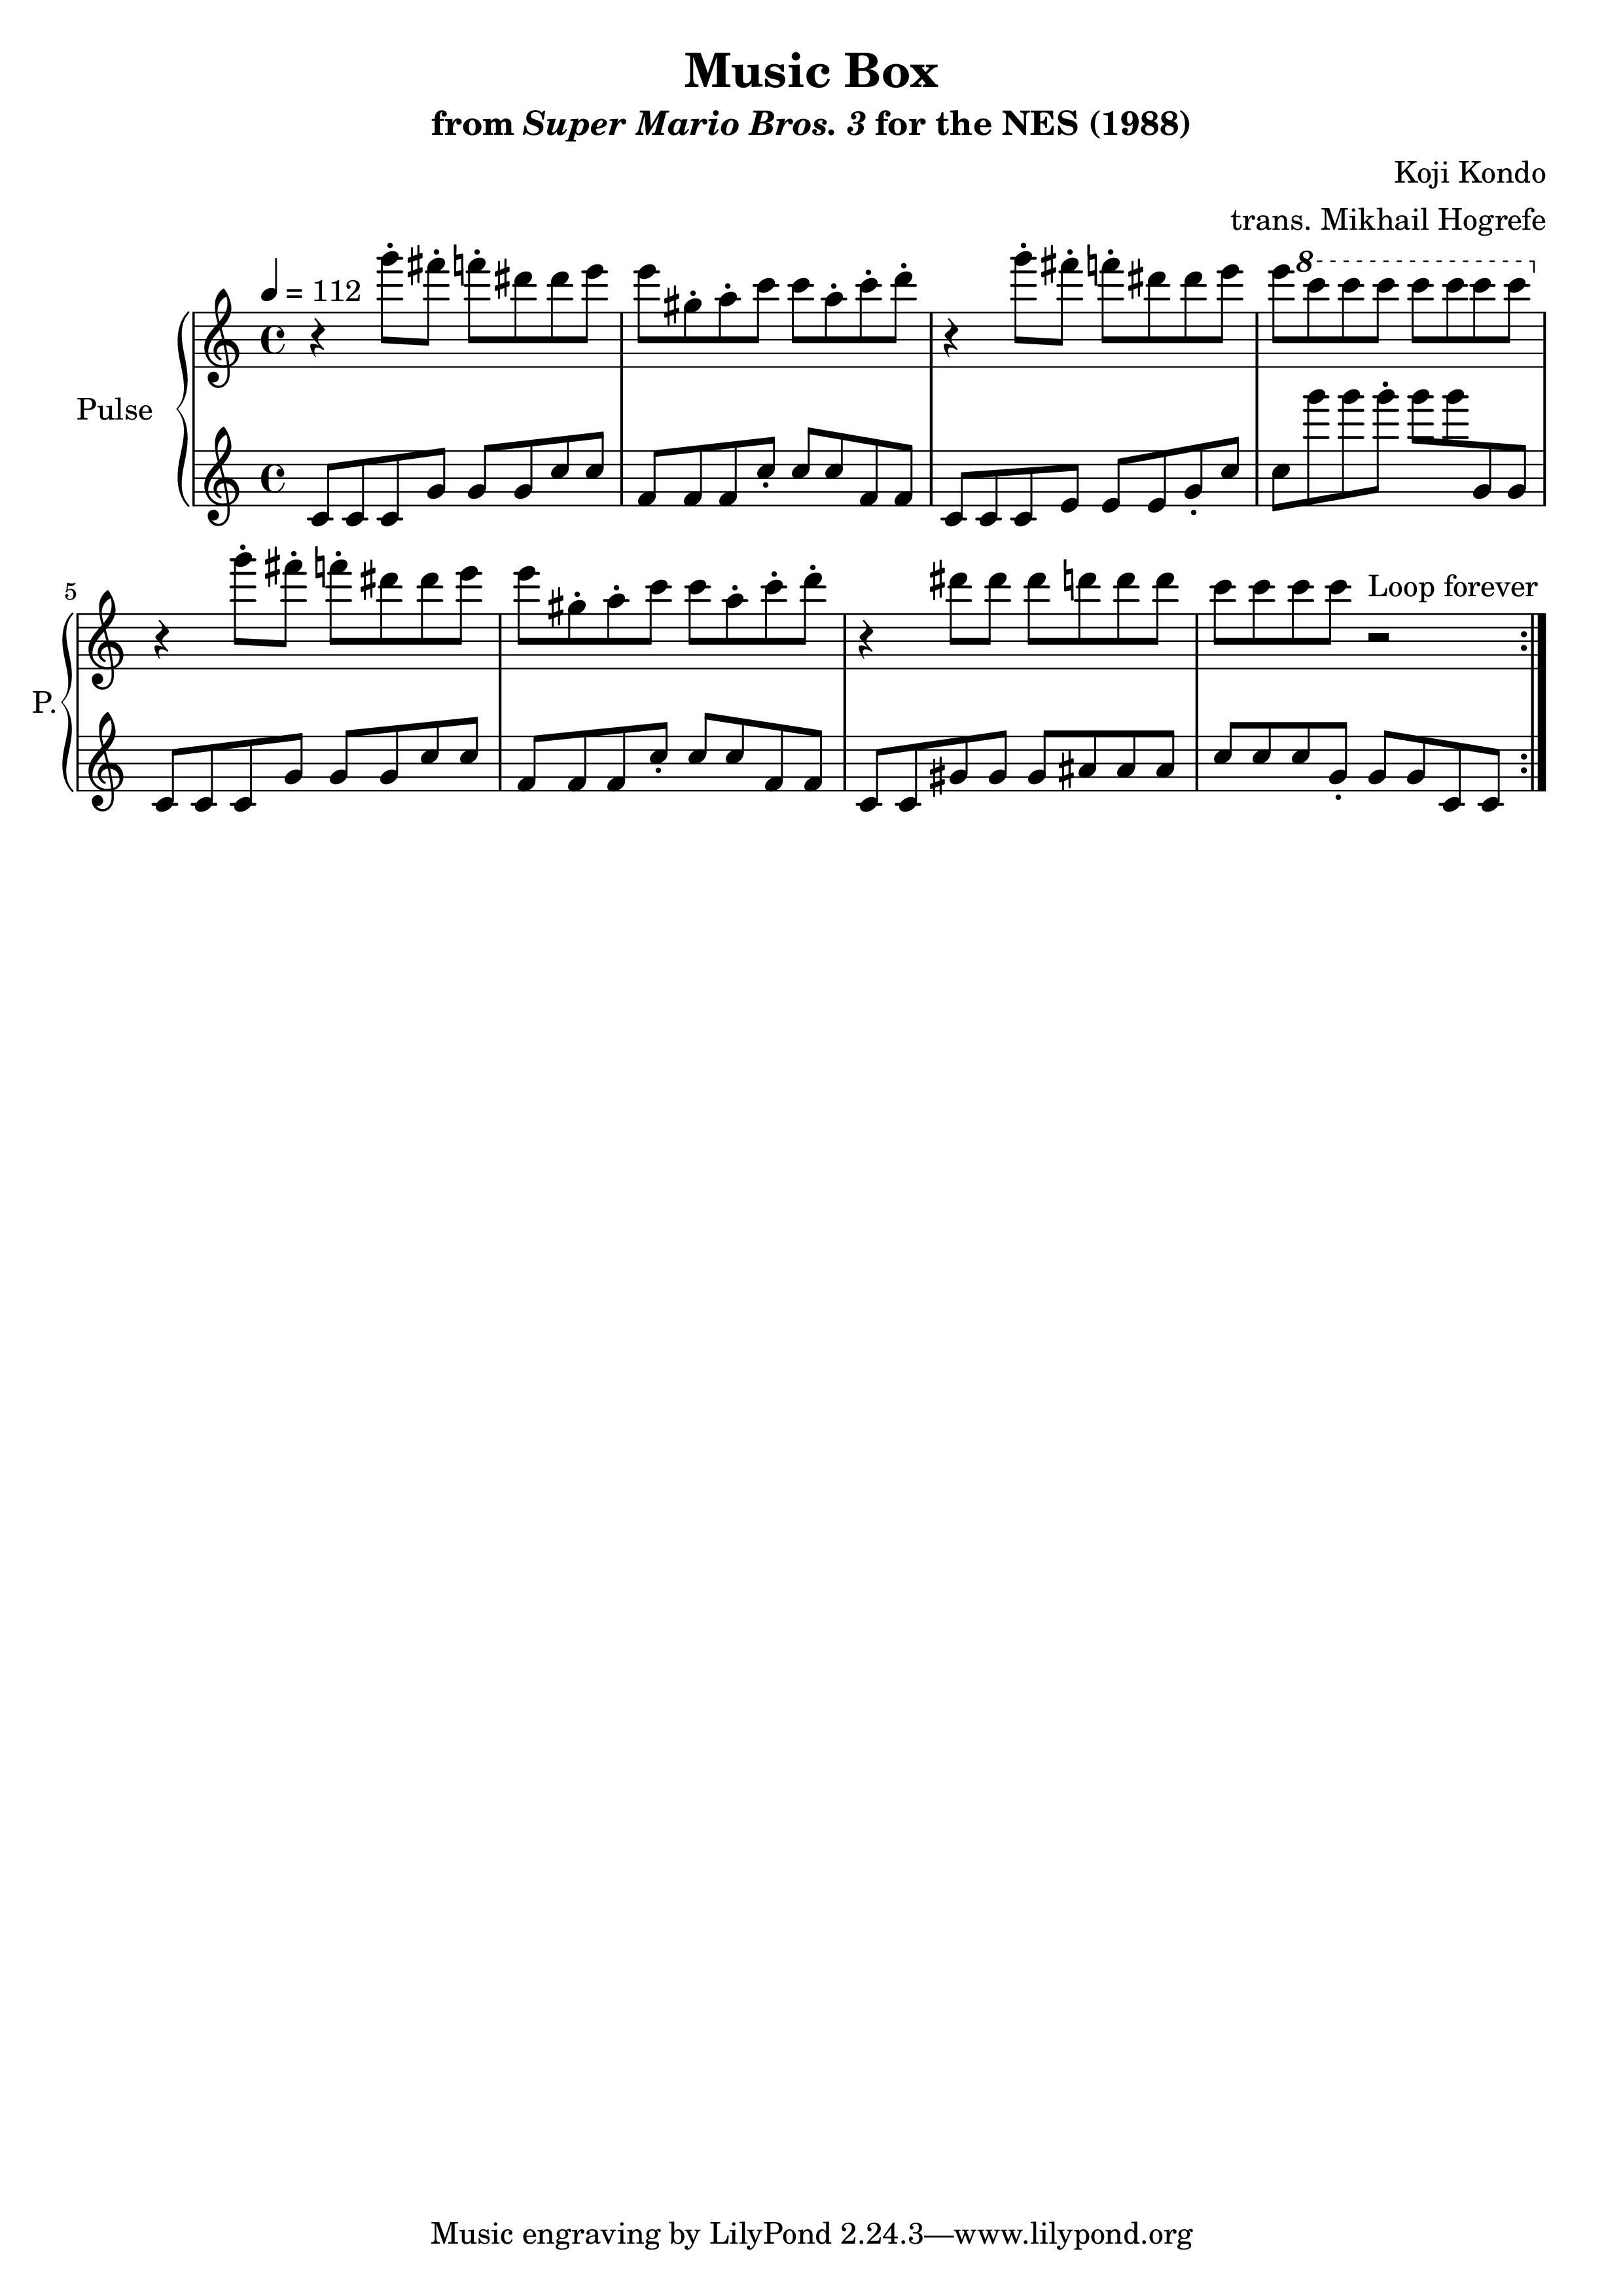 Music Box
from Super Mario Bros. 3 for the NES (1988)
Koji Kondo
trans. Mikhail Hogrefe
= 112
8
Pulse
5
Loop forever
P.
Music engraving by LilyPond 2.24.3—www.lilypond.org